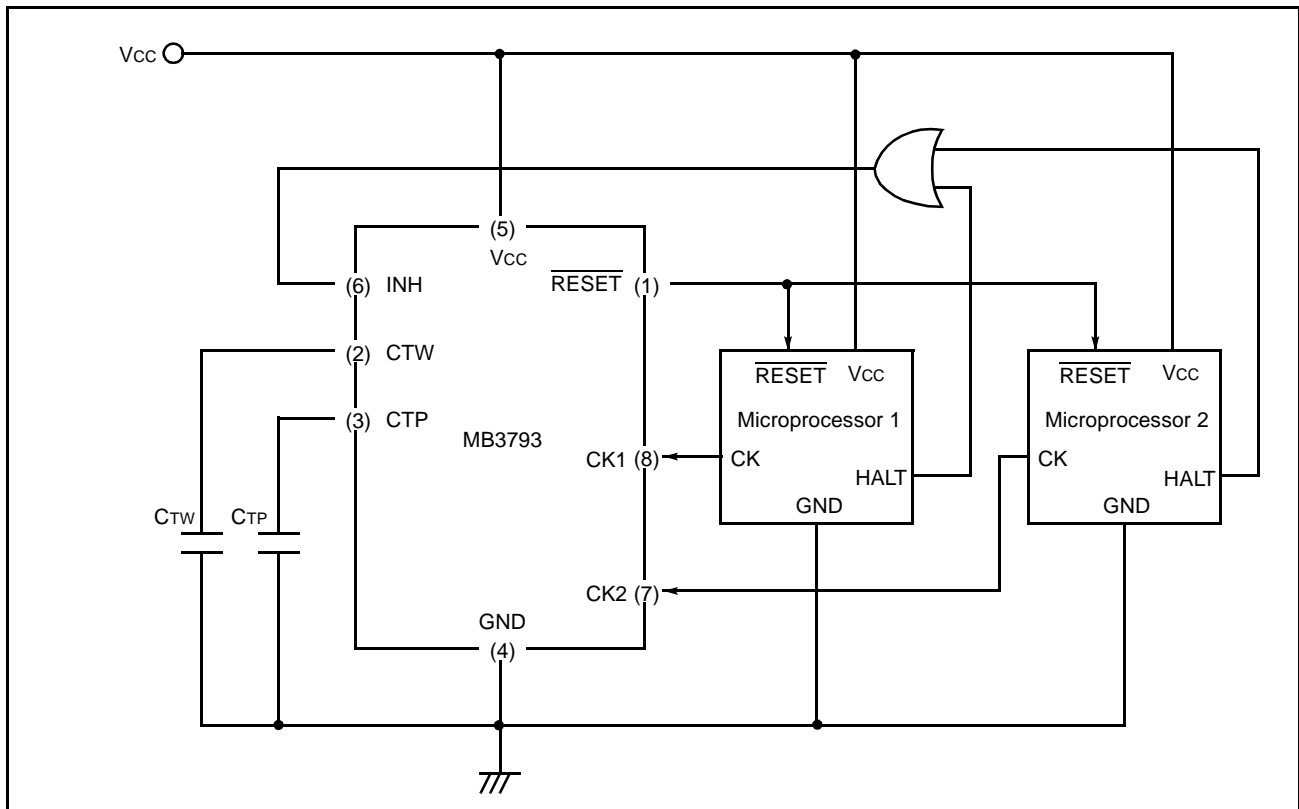 VCC
(5)
VCC
(6) INH
RESET (1)
(2) CTW
(3) CTP
MB3793
CK1 (8)
CK2 (7)
GND
(4)
CTW
CTP
RESET VCC
Microprocessor 1
CK
HALT
GND
RESET VCC
Microprocessor 2
CK
HALT
GND